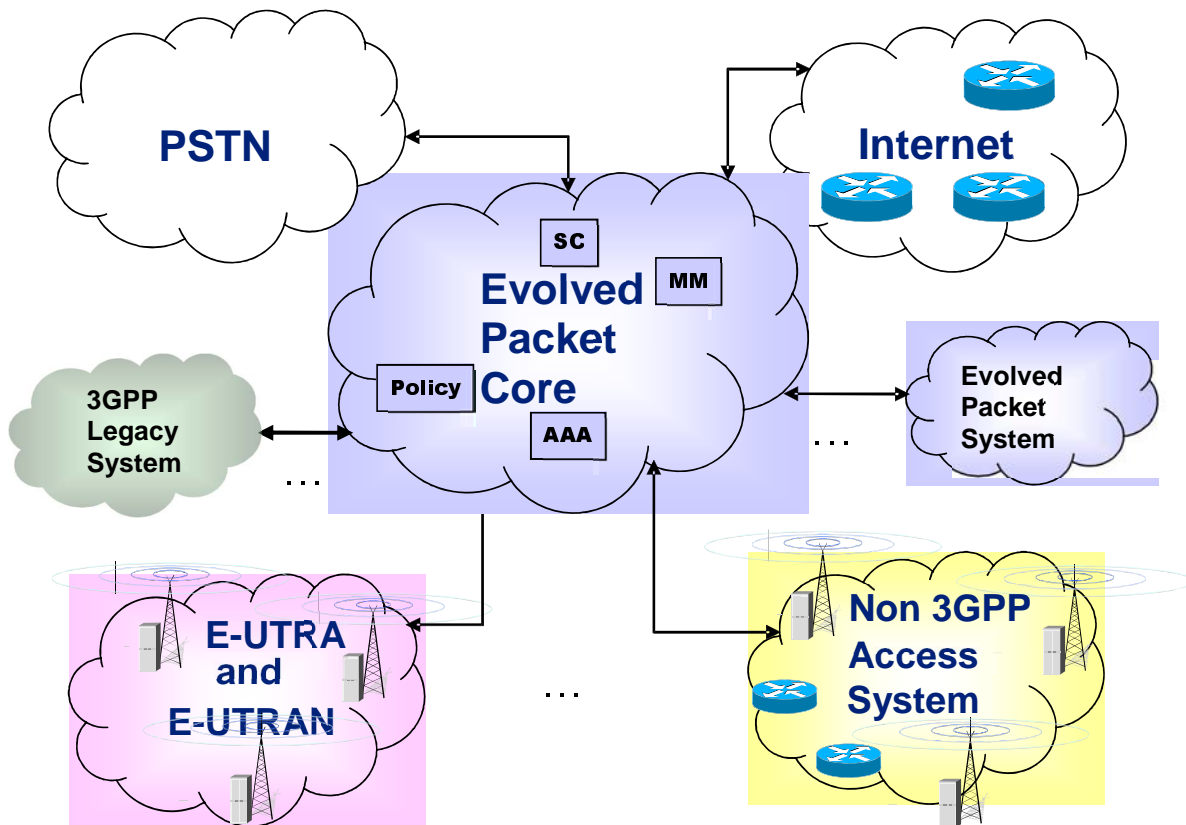 PSTN
Internet
SC
MM
Evolved
Packet
Core
Policy
AAA
3GPP
Legacy
System
...
Evolved
Packet
System
...
E-UTRA
and
E-UTRAN
...
Non 3GPP
Access
System